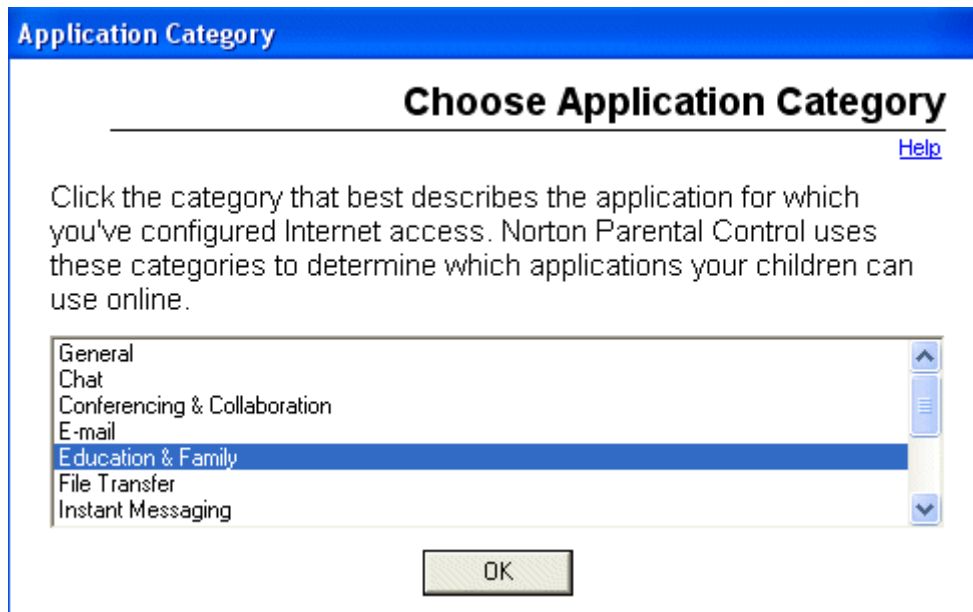 Application Category
Choose Application Category
Help
Click the category that best describes the application for which
you've configured Internet access. Norton Parental Control uses
these categories to determine which applications your children can
use online.
General
Chat
Conferencing & Collaboration
E-mail
Education & Family
File Transfer
Instant Messaging
OK